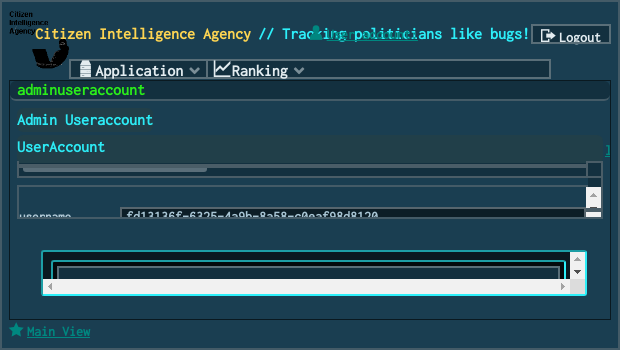 Citizen
Intelligence
Agency
Citizen Intelligence Agency // Tracking politicians like bugs!
Logout
Application
Ranking
adminuseraccount
Admin Useraccount
UserAccount
username
fd13136f-6325-4a9b-8a58-c0eaf98d8120
Main View